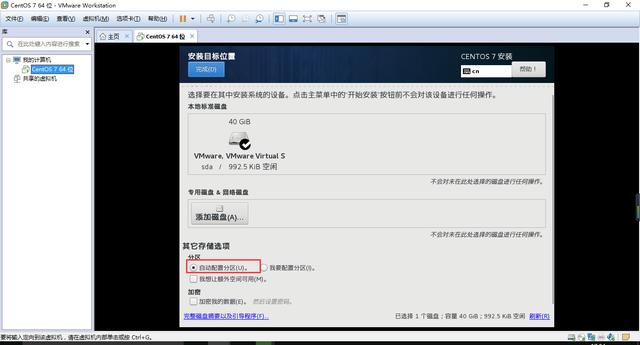 CentOS 7 64 位 - VMware Workstation
文件(F) 编辑(E) 查看(V) 虚拟机(M) 选项卡(T) 帮助(H)
库
在此处键入内容进行搜索
我的计算机
CentOS 7 64 位
共享的虚拟机
主页 CentOS 7 64 位
安装目标位置
CENTOS 7 安装
完成(D)
cn
帮助！
选择要在其中安装系统的设备。点击主菜单中的"开始安装"按钮前不会对该设备进行任何操作。
本地标准磁盘
40 GiB
VMware, VMware Virtual S
sda / 992.5 KiB 空闲
不会对未在此处选择的磁盘进行任何操作。
专用磁盘 & 网络磁盘
添加磁盘(A)...
不会对未在此处选择的磁盘进行任何操作。
其它存储选项
分区
自动配置分区(U)。 我要配置分区(I)。
我想让额外空间可用(M)。
加密
加密我的数据(E)。 然后设置密码。
完整磁盘摘要以及引导程序(F)...
已选择 1 个磁盘；容量 40 GiB；992.5 KiB 空闲 刷新(R)
要将输入定向到该虚拟机，请在虚拟机内部单击或按 Ctrl+G。